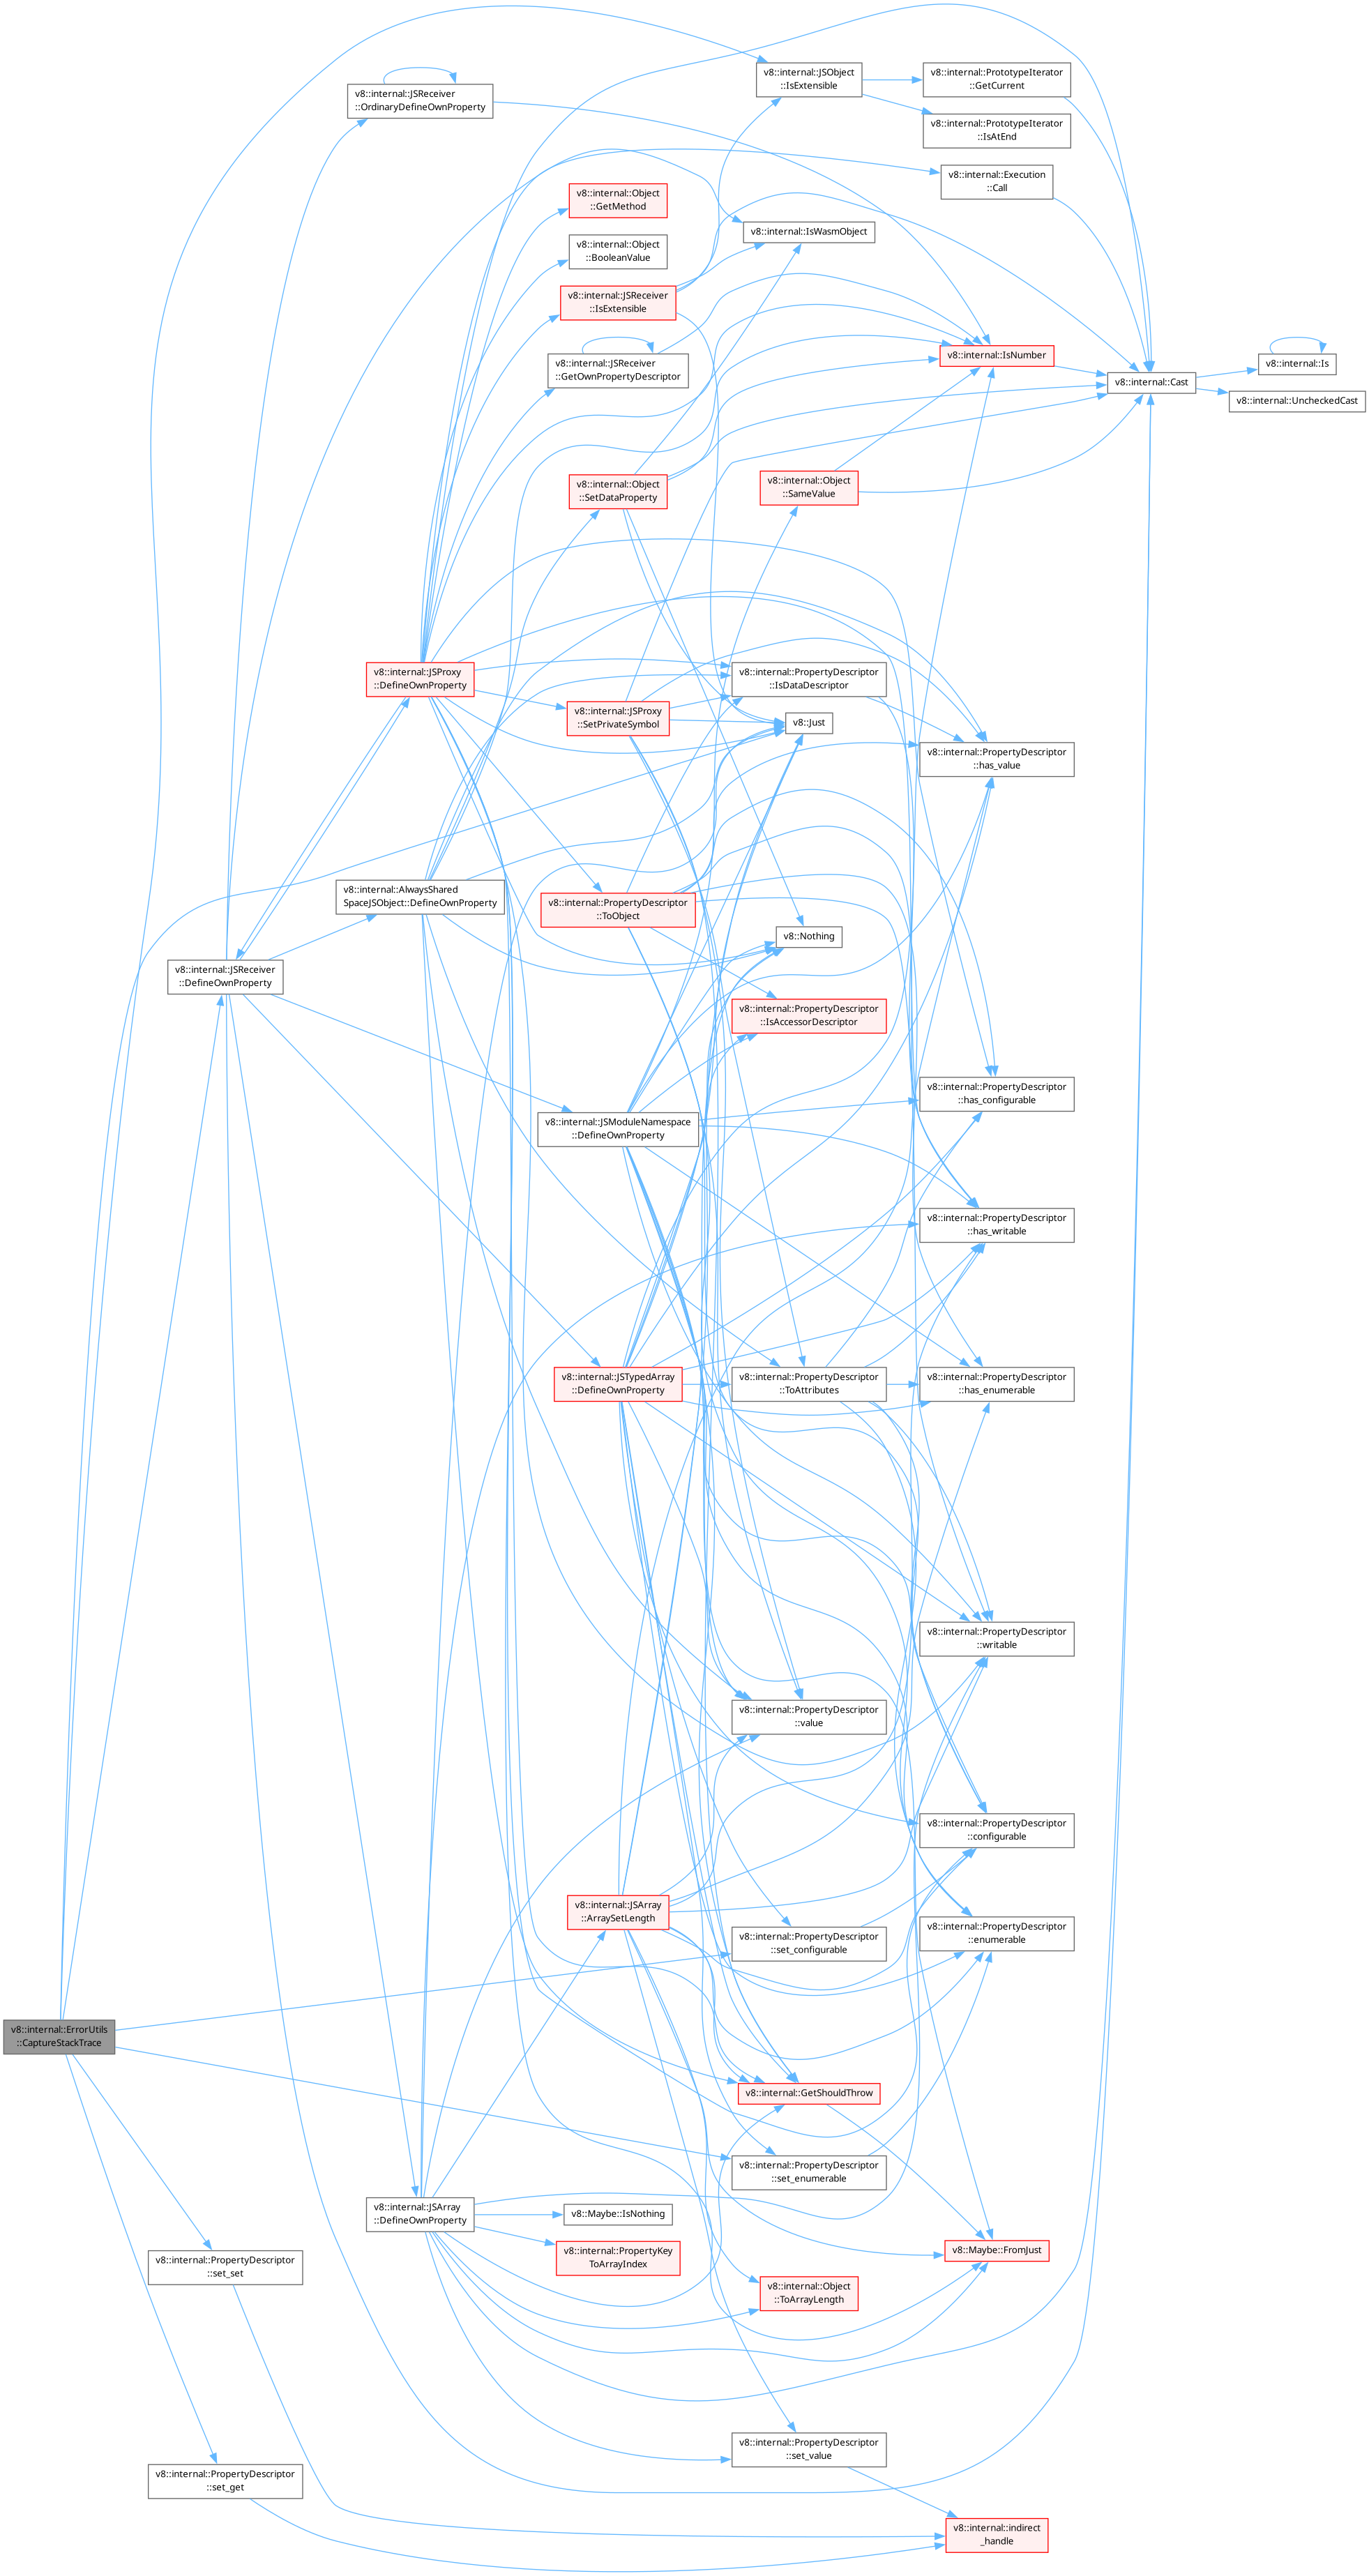 v8::internal::JSObject
::IsExtensible
v8::internal::PrototypeIterator
::GetCurrent
v8::internal::JSReceiver
::OrdinaryDefineOwnProperty
v8::internal::PrototypeIterator
::IsAtEnd
v8::internal::Execution
::Call
v8::internal::Object
::GetMethod
v8::internal::IsWasmObject
v8::internal::Object
::BooleanValue
v8::internal::JSReceiver
::IsExtensible
v8::internal::JSReceiver
::GetOwnPropertyDescriptor
v8::internal::IsNumber
v8::internal::Is
v8::internal::Cast
v8::internal::UncheckedCast
v8::internal::Object
::SetDataProperty
v8::internal::Object
::SameValue
v8::internal::JSProxy
::DefineOwnProperty
v8::internal::PropertyDescriptor
::IsDataDescriptor
v8::internal::JSProxy
::SetPrivateSymbol
v8::Just
v8::internal::PropertyDescriptor
::has_value
v8::internal::AlwaysShared
SpaceJSObject::DefineOwnProperty
v8::internal::PropertyDescriptor
::ToObject
v8::Nothing
v8::internal::JSReceiver
::DefineOwnProperty
v8::internal::PropertyDescriptor
::IsAccessorDescriptor
v8::internal::PropertyDescriptor
::has_configurable
v8::internal::JSModuleNamespace
::DefineOwnProperty
v8::internal::PropertyDescriptor
::has_writable
v8::internal::JSTypedArray
::DefineOwnProperty
v8::internal::PropertyDescriptor
::ToAttributes
v8::internal::PropertyDescriptor
::has_enumerable
v8::internal::PropertyDescriptor
::writable
v8::internal::PropertyDescriptor
::value
v8::internal::PropertyDescriptor
::configurable
v8::internal::JSArray
::ArraySetLength
v8::internal::PropertyDescriptor
::set_configurable
v8::internal::PropertyDescriptor
::enumerable
v8::internal::ErrorUtils
::CaptureStackTrace
v8::internal::GetShouldThrow
v8::internal::PropertyDescriptor
::set_enumerable
v8::internal::JSArray
::DefineOwnProperty
v8::Maybe::IsNothing
v8::internal::PropertyKey
ToArrayIndex
v8::Maybe::FromJust
v8::internal::PropertyDescriptor
::set_set
v8::internal::Object
::ToArrayLength
v8::internal::PropertyDescriptor
::set_value
v8::internal::PropertyDescriptor
::set_get
v8::internal::indirect
_handle